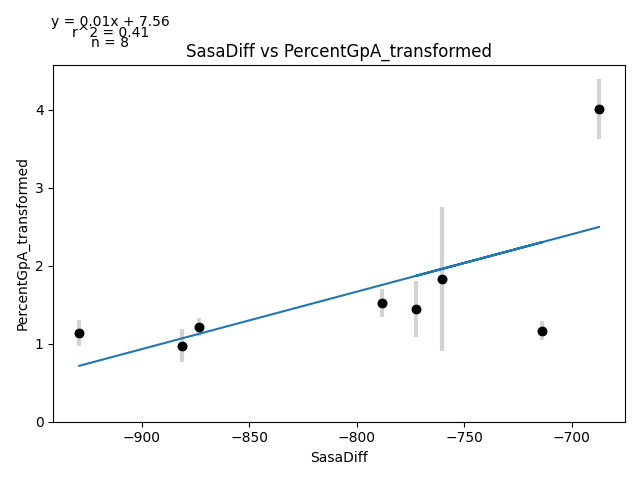 y = 0.01x + 7.56
r^2 = 0.41
n = 8
SasaDiff vs PercentGpA_transformed
PercentGpA_transformed
4
3
2
1
0
−900
−850
−800
−750
−700
SasaDiff